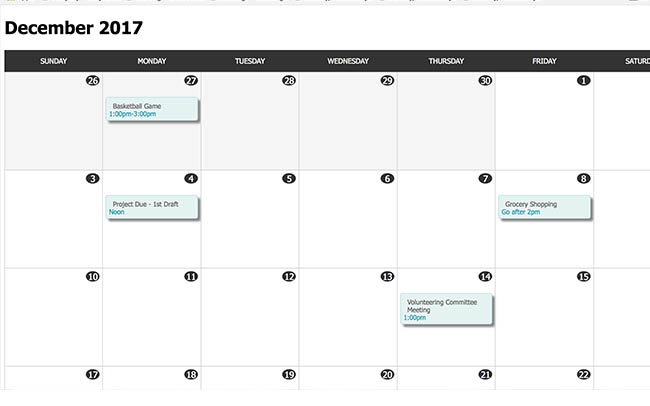 December 2017
SUNDAY MONDAY TUESDAY WEDNESDAY THURSDAY FRIDAY SATURD
26 27 28 29 30 1
Basketball Game
1:00pm-3:00pm
3 4 5 6 7 8
Project Due - 1st Draft
Noon
Grocery Shopping
Go after 2pm
10 11 12 13 14 15
Volunteering Committee
Meeting
1:00pm
17 18 19 20 21 22